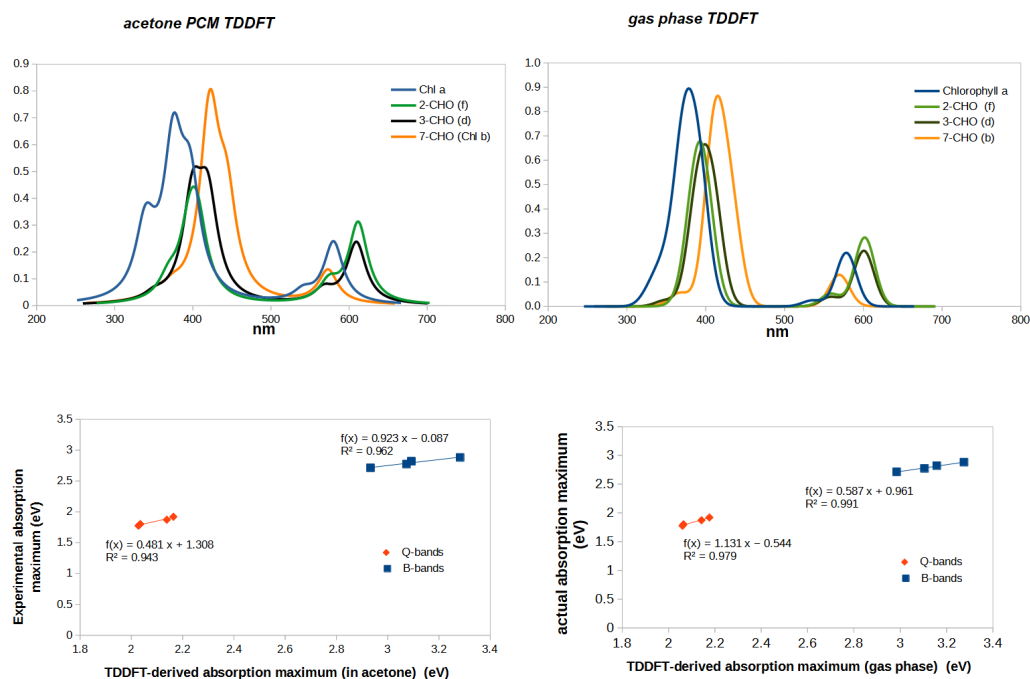 acetone PCM TDDFT
0.9
0.8
0.7
0.6
0.5
0.4
0.3
0.2
0.1
0
200
300
400
500
600
700
800
nm
Chl a
2-CHO (f)
3-CHO (d)
7-CHO (Chl b)
gas phase TDDFT
1.0
0.9
0.8
0.7
0.6
0.5
0.4
0.3
0.2
0.1
0.0
200
300
400
500
600
700
800
nm
Chlorophyll a
2-CHO (f)
3-CHO (d)
7-CHO (b)
Experimental absorption
maximum (eV)
3.5
3
2.5
2
1.5
1
0.5
0
f(x) = 0.923 x − 0.087
R² = 0.962
f(x) = 0.481 x + 1.308
R² = 0.943
Q-bands
B-bands
1.8
2
2.2
2.4
2.6
2.8
3
3.2
3.4
TDDFT-derived absorption maximum (in acetone) (eV)
actual absorption maximum
(eV)
3.5
3
2.5
2
1.5
1
0.5
0
f(x) = 0.587 x + 0.961
R² = 0.991
f(x) = 1.131 x − 0.544
R² = 0.979
Q-bands
B-bands
1.8
2
2.2
2.4
2.6
2.8
3
3.2
3.4
TDDFT-derived absorption maximum (gas phase) (eV)